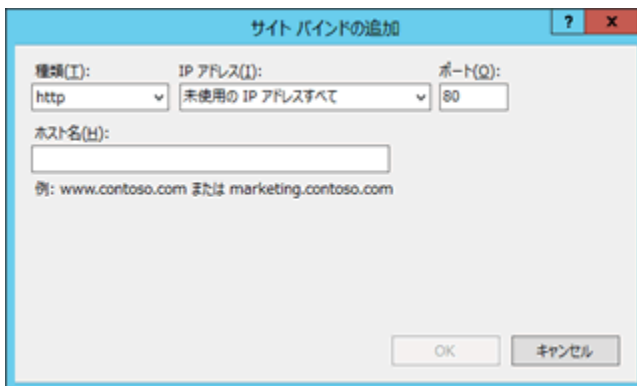 サイト バインドの追加
? x
種類(T): IP アドレス(I): ポート(O):
http 未使用の IP アドレスすべて 80
ホスト名(H):
例: www.contoso.com または marketing.contoso.com
OK キャンセル